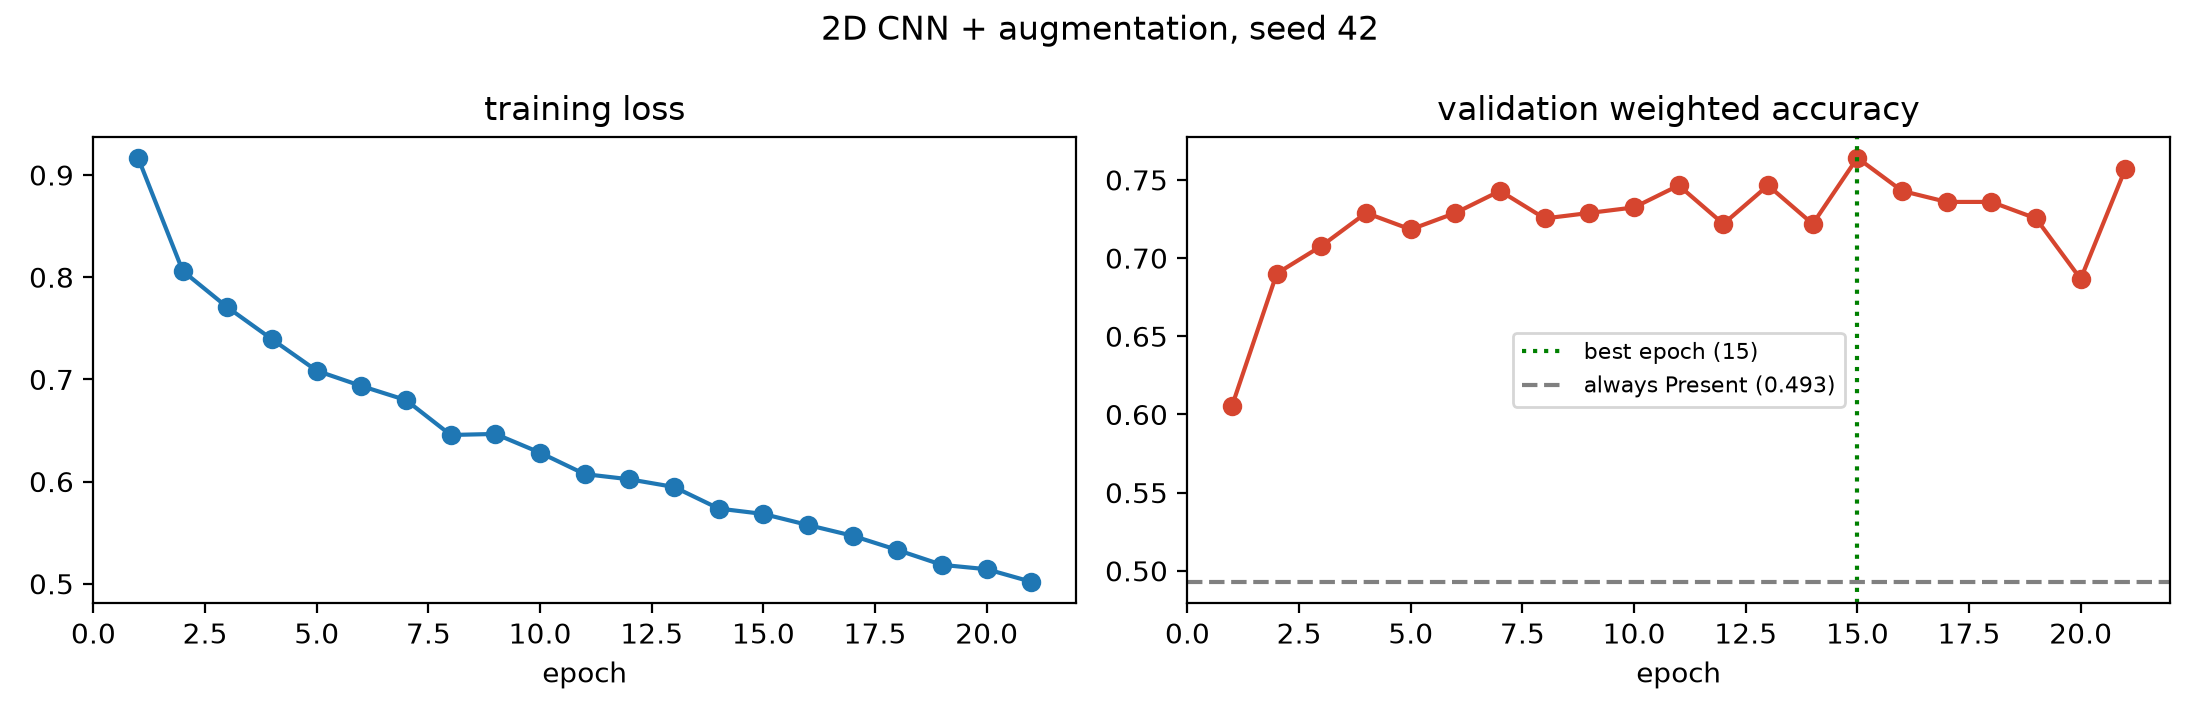 2D CNN + augmentation, seed 42
training loss
0.9
0.8
0.7
0.6
0.5
0.0 2.5 5.0 7.5 10.0 12.5 15.0 17.5 20.0
epoch
validation weighted accuracy
0.75
0.70
0.65
0.60
0.55
0.50
best epoch (15)
always Present (0.493)
0.0 2.5 5.0 7.5 10.0 12.5 15.0 17.5 20.0
epoch